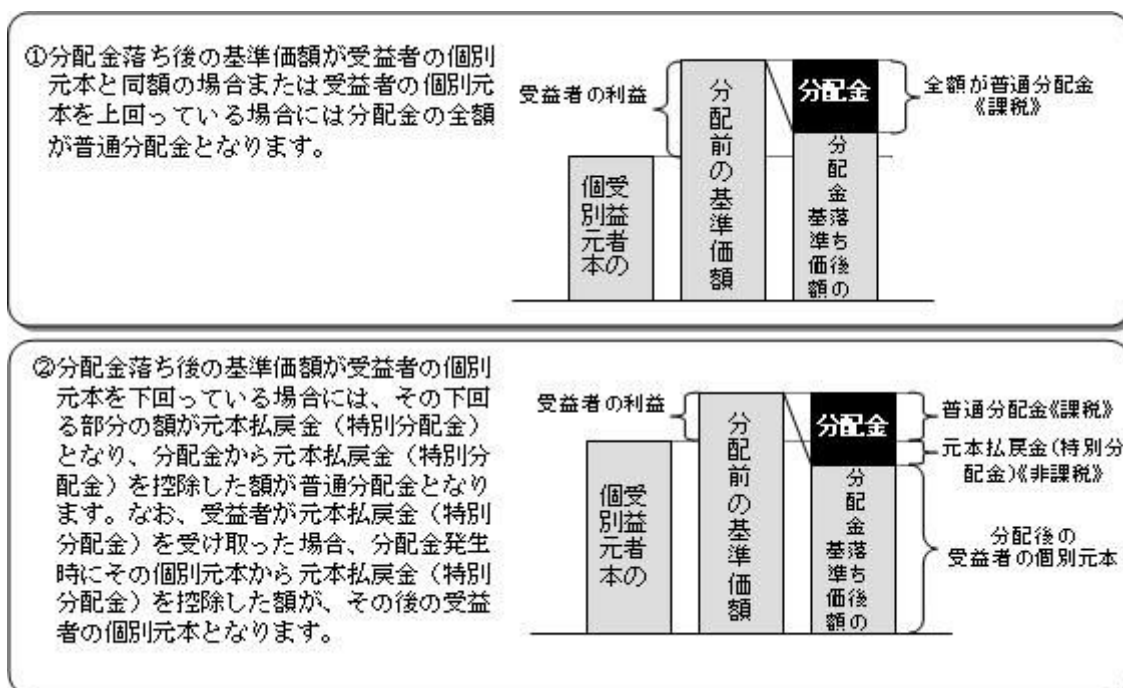 ①分配金落ち後の基準価額が受益者の個別
元本と同額の場合または受益者の個別元
本を上回っている場合には分配金の全額
が普通分配金となります。
受益者の利益
受益者の
個別元本
分配前の基準価額
分配金
分配金落ち後の
基準価額
全額が普通分配金
《課税》
②分配金落ち後の基準価額が受益者の個別
元本を下回っている場合には、その下回
る部分の額が元本払戻金（特別分配金）
となり、分配金から元本払戻金（特別分
配金）を控除した額が普通分配金となり
ます。なお、受益者が元本払戻金（特別
分配金）を受け取った場合、分配金発生
時にその個別元本から元本払戻金（特別
分配金）を控除した額が、その後の受益
者の個別元本となります。
受益者の利益
受益者の
個別元本
分配前の基準価額
分配金
分配金落ち後の
基準価額
普通分配金《課税》
元本払戻金(特別分
配金)《非課税》
分配後の
受益者の個別元本